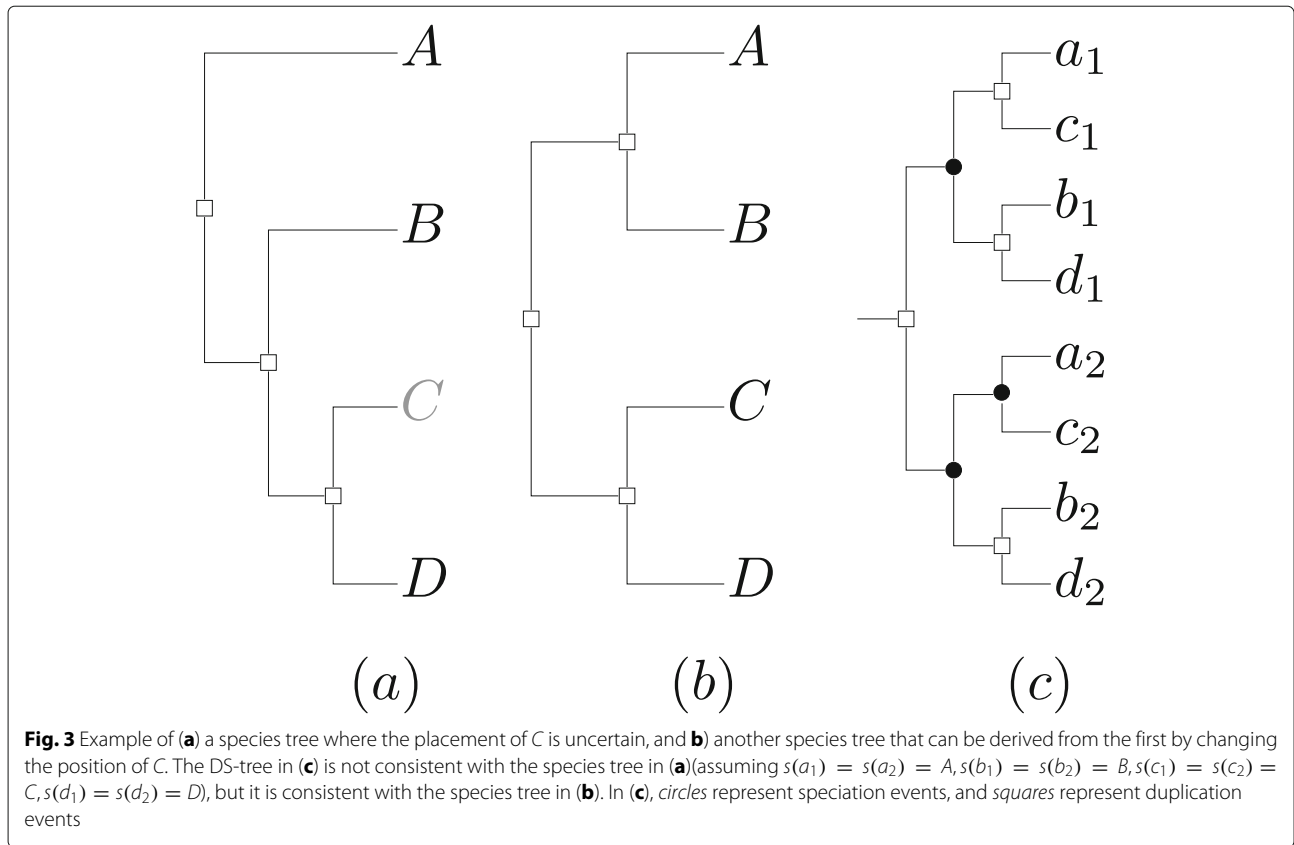 A
B
C
D
(a)
A
B
C
D
(b)
a₁
c₁
b₁
d₁
a₂
c₂
b₂
d₂
(c)
Fig. 3 Example of (a) a species tree where the placement of C is uncertain, and b) another species tree that can be derived from the first by changing
the position of C. The DS-tree in (c) is not consistent with the species tree in (a)(assuming s(a₁) = s(a₂) = A, s(b₁) = s(b₂) = B, s(c₁) = s(c₂) =
C, s(d₁) = s(d₂) = D), but it is consistent with the species tree in (b). In (c), circles represent speciation events, and squares represent duplication
events